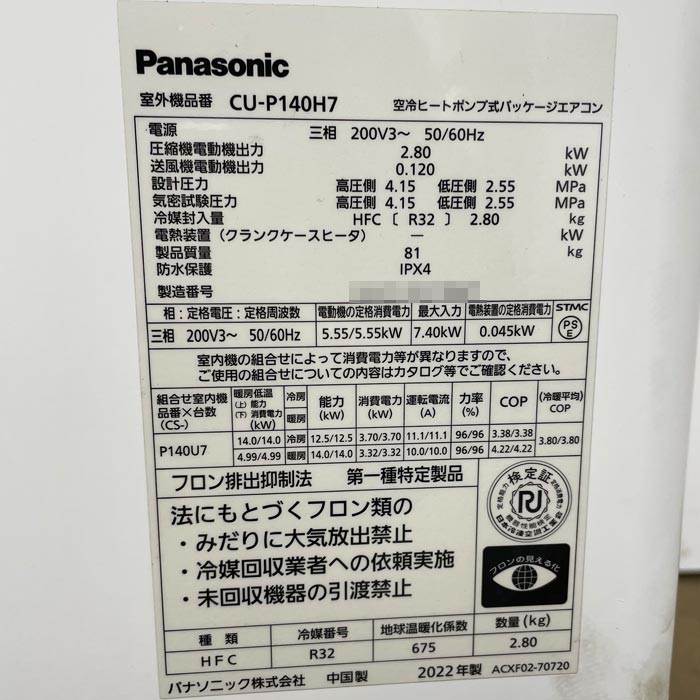 Panasonic
室外機品番 CU-P140H7 空冷ヒートポンプ式パッケージエアコン
電源 三相 200V3～ 50/60Hz
圧縮機電動機出力 2.80 kW
送風機電動機出力 0.120 kW
設計圧力 高圧側 4.15 低圧側 2.55 MPa
気密試験圧力 高圧側 4.15 低圧側 2.55 MPa
冷媒封入量 HFC〔 R32 〕 2.80 kg
電熱装置（クランクケースヒータ） — kW
製品質量 81 kg
防水保護 IPX4
製造番号
相：定格電圧：定格周波数 電動機の定格消費電力 最大入力 電熱装置の定格消費電力 STMC
三相 200V3～ 50/60Hz 5.55/5.55kW 7.40kW 0.045kW PSE
室内機の組合せによって消費電力等が異なりますので、
ご使用の組合せについての内容はカタログ等でご確認ください。
組合せ室内機品番×台数(CS-) 暖房低温(上)能力(下)消費電力(kW) 冷房 暖房 能力(kW) 消費電力(kW) 運転電流(A) 力率(%) COP (冷暖平均)COP
P140U7 14.0/14.0 冷房 12.5/12.5 3.70/3.70 11.1/11.1 96/96 3.38/3.38 3.80/3.80
4.99/4.99 暖房 14.0/14.0 3.32/3.32 10.0/10.0 96/96 4.22/4.22
フロン排出抑制法 第一種特定製品
法にもとづくフロン類の
・みだりに大気放出禁止
・冷媒回収業者への依頼実施
・未回収機器の引渡禁止
検定証
定格能力
定格消費電力
機器性能検定
日本冷凍空調工業会
フロンの見える化
種類 冷媒番号 地球温暖化係数 数量(kg)
HFC R32 675 2.80
パナソニック株式会社 中国製 2022年製 ACXF02-70720